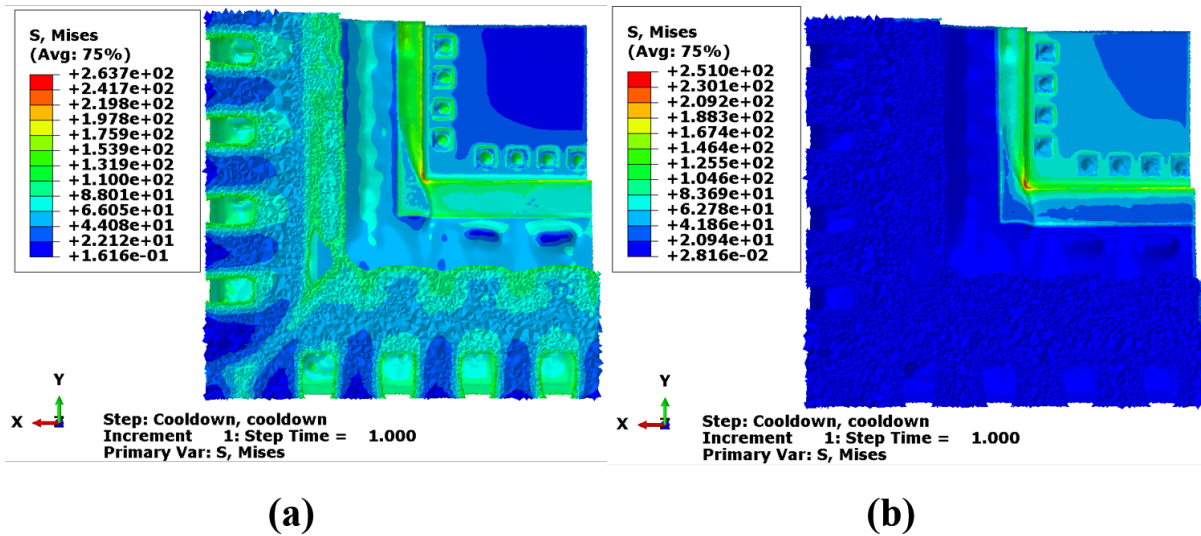 (a)
S, Mises
(Avg: 75%)
+2.637e+02
+2.417e+02
+2.198e+02
+1.978e+02
+1.759e+02
+1.539e+02
+1.319e+02
+1.100e+02
+8.801e+01
+6.605e+01
+4.408e+01
+2.212e+01
+1.616e-01
Y
X
Step: Cooldown, cooldown
Increment 1: Step Time = 1.000
Primary Var: S, Mises
(b)
S, Mises
(Avg: 75%)
+2.510e+02
+2.301e+02
+2.092e+02
+1.883e+02
+1.674e+02
+1.464e+02
+1.255e+02
+1.046e+02
+8.369e+01
+6.278e+01
+4.186e+01
+2.094e+01
+2.816e-02
Y
X
Step: Cooldown, cooldown
Increment 1: Step Time = 1.000
Primary Var: S, Mises
(a)
(b)